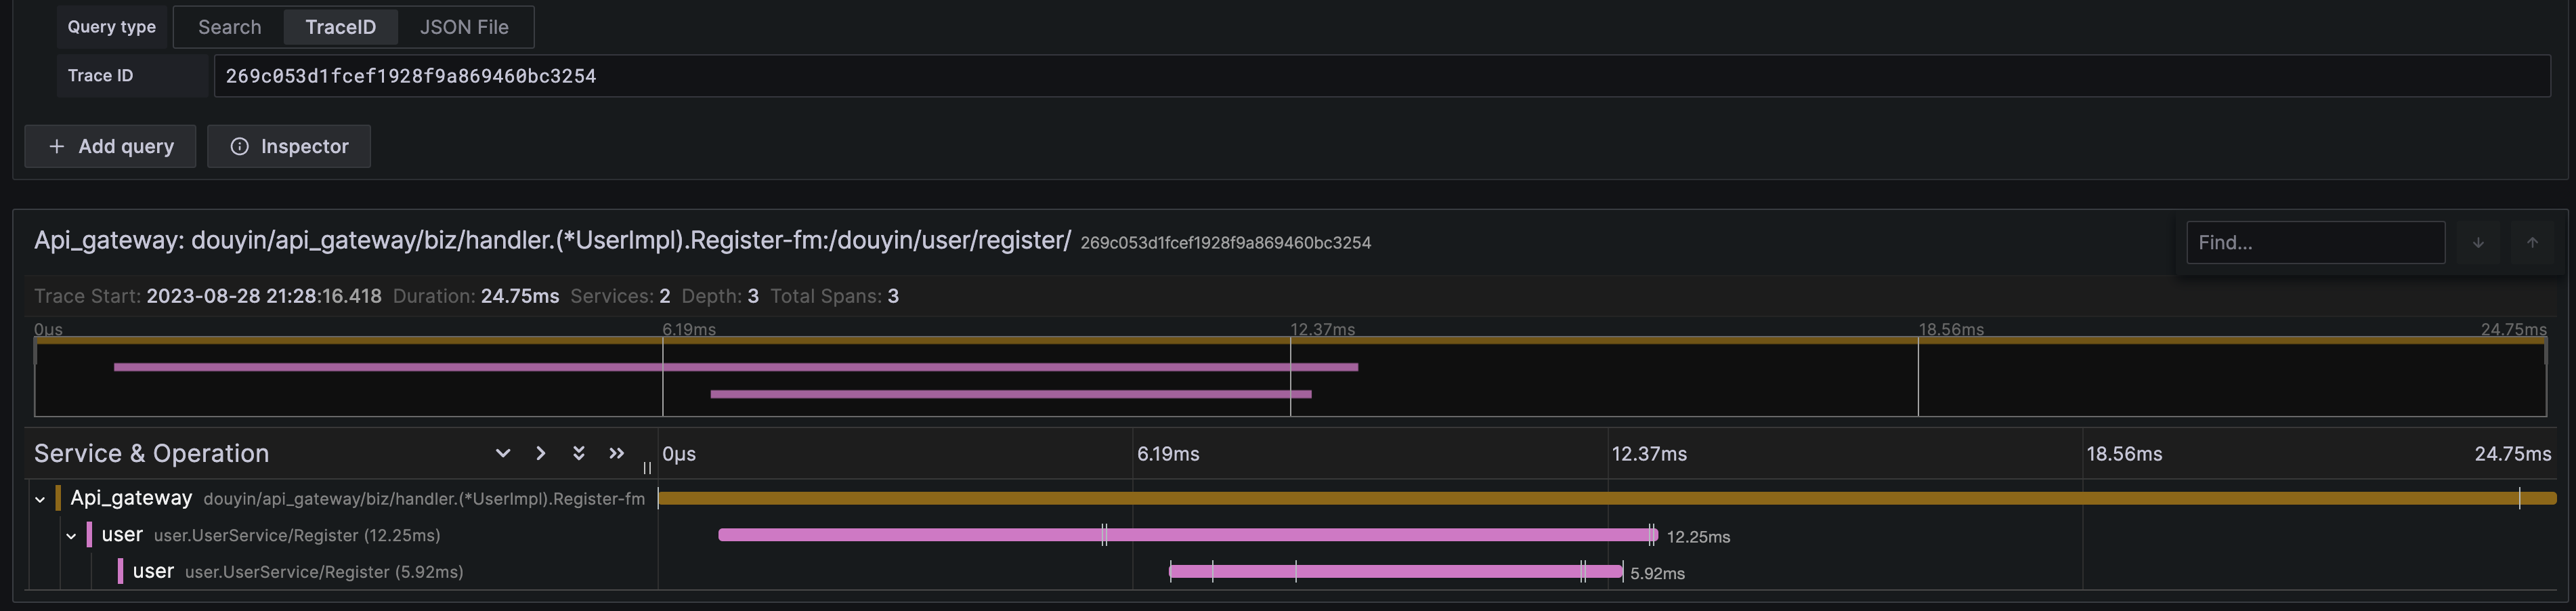 Query type Search TraceID JSON File
Trace ID 269c053d1fcef1928f9a869460bc3254
+ Add query Inspector
Api_gateway: douyin/api_gateway/biz/handler.(*UserImpl).Register-fm:/douyin/user/register/ 269c053d1fcef1928f9a869460bc3254 Find...
Trace Start: 2023-08-28 21:28:16.418 Duration: 24.75ms Services: 2 Depth: 3 Total Spans: 3
0μs 6.19ms 12.37ms 18.56ms 24.75ms
Service & Operation 0μs 6.19ms 12.37ms 18.56ms 24.75ms
Api_gateway douyin/api_gateway/biz/handler.(*UserImpl).Register-fm
user user.UserService/Register (12.25ms) 12.25ms
user user.UserService/Register (5.92ms) 5.92ms